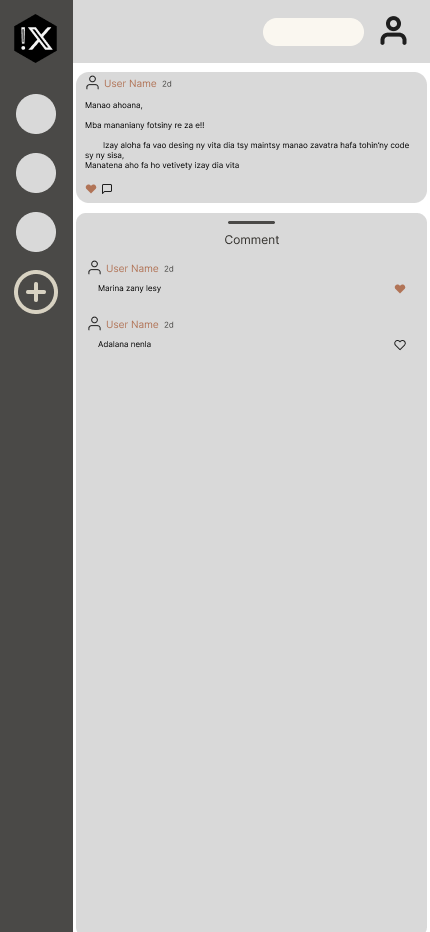 !X
User Name 2d
Manao ahoana,
Mba mananiany fotsiny re za e!!
Izay aloha fa vao desing ny vita dia tsy maintsy manao zavatra hafa tohin'ny code
sy ny sisa,
Manatena aho fa ho vetivety izay dia vita
Comment
User Name 2d
Marina zany lesy
User Name 2d
Adalana nenla